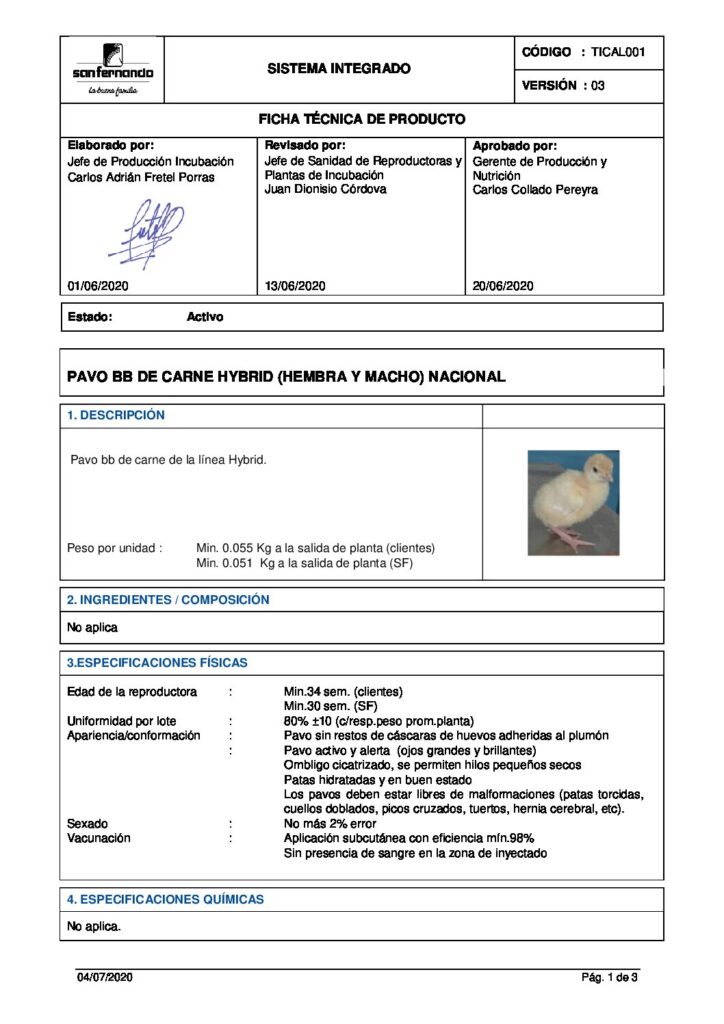 sanfernando
La buena familia
SISTEMA INTEGRADO
CÓDIGO : TICAL001
VERSIÓN : 03
FICHA TÉCNICA DE PRODUCTO
Elaborado por:
Jefe de Producción Incubación
Carlos Adrián Fretel Porras
01/06/2020
Revisado por:
Jefe de Sanidad de Reproductoras y
Plantas de Incubación
Juan Dionisio Córdova
13/06/2020
Aprobado por:
Gerente de Producción y
Nutrición
Carlos Collado Pereyra
20/06/2020
Estado: Activo
PAVO BB DE CARNE HYBRID (HEMBRA Y MACHO) NACIONAL
1. DESCRIPCIÓN
Pavo bb de carne de la línea Hybrid.
Peso por unidad : Min. 0.055 Kg a la salida de planta (clientes)
Min. 0.051 Kg a la salida de planta (SF)
2. INGREDIENTES / COMPOSICIÓN
No aplica
3.ESPECIFICACIONES FÍSICAS
Edad de la reproductora : Min.34 sem. (clientes)
Min.30 sem. (SF)
Uniformidad por lote : 80% ±10 (c/resp.peso prom.planta)
Apariencia/conformación : Pavo sin restos de cáscaras de huevos adheridas al plumón
: Pavo activo y alerta (ojos grandes y brillantes)
Ombligo cicatrizado, se permiten hilos pequeños secos
Patas hidratadas y en buen estado
Los pavos deben estar libres de malformaciones (patas torcidas,
cuellos doblados, picos cruzados, tuertos, hernia cerebral, etc).
Sexado : No más 2% error
Vacunación : Aplicación subcutánea con eficiencia mín.98%
Sin presencia de sangre en la zona de inyectado
4. ESPECIFICACIONES QUÍMICAS
No aplica.
04/07/2020 Pág. 1 de 3